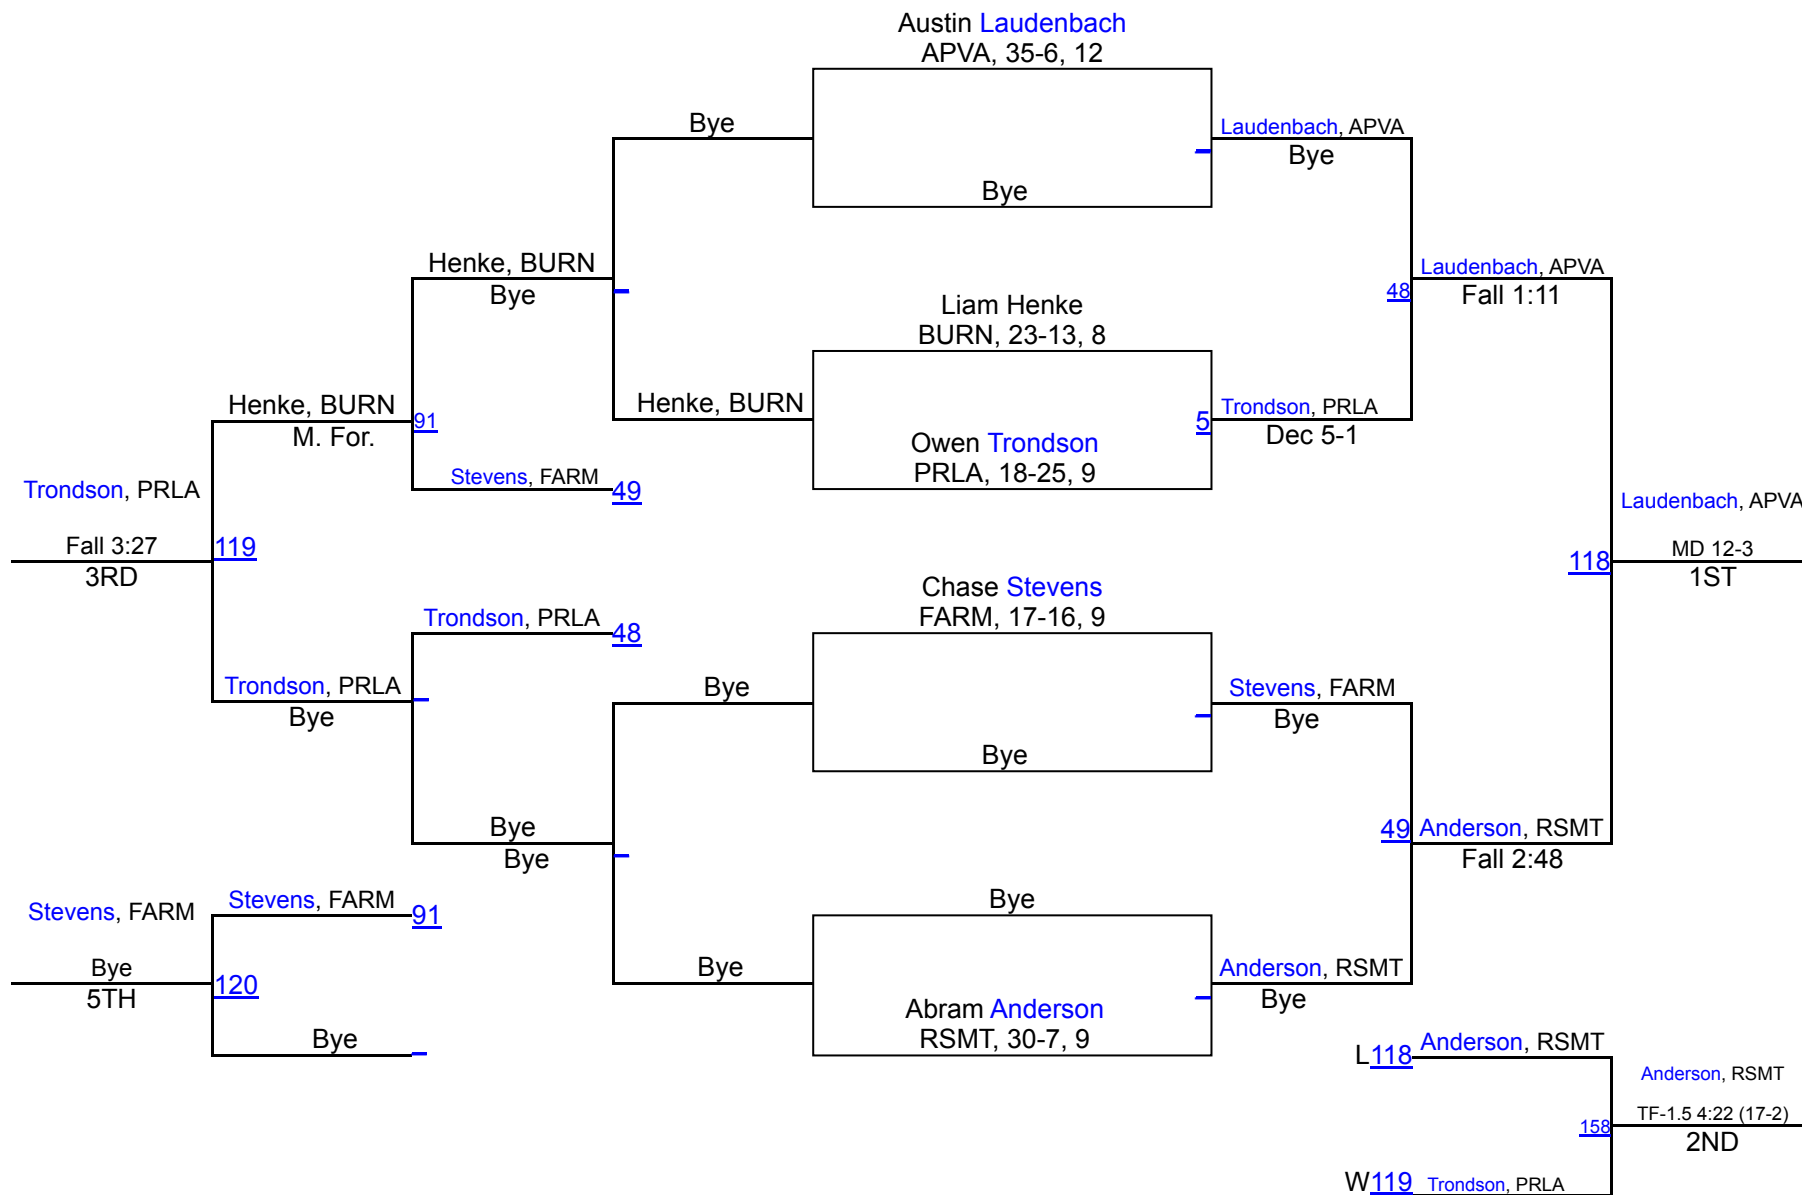 Austin Laudenbach
APVA, 35-6, 12
Bye
Laudenbach, APVA
Bye
Bye
Henke, BURN
Bye
Laudenbach, APVA
48
Fall 1:11
Liam Henke
BURN, 23-13, 8
Henke, BURN
M. For.
91
Henke, BURN
Trondson, PRLA
5
Dec 5-1
Owen Trondson
PRLA, 18-25, 9
Stevens, FARM
49
Trondson, PRLA
Fall 3:27
3RD
119
Laudenbach, APVA
118
MD 12-3
1ST
Chase Stevens
FARM, 17-16, 9
Trondson, PRLA
48
Trondson, PRLA
Bye
Bye
Stevens, FARM
Bye
Bye
Bye
Bye
49
Anderson, RSMT
Fall 2:48
Stevens, FARM
Stevens, FARM
91
Bye
Bye
5TH
120
Bye
Bye
Anderson, RSMT
Bye
Abram Anderson
RSMT, 30-7, 9
L118
Anderson, RSMT
Anderson, RSMT
TF-1.5 4:22 (17-2)
158
2ND
W119
Trondson, PRLA